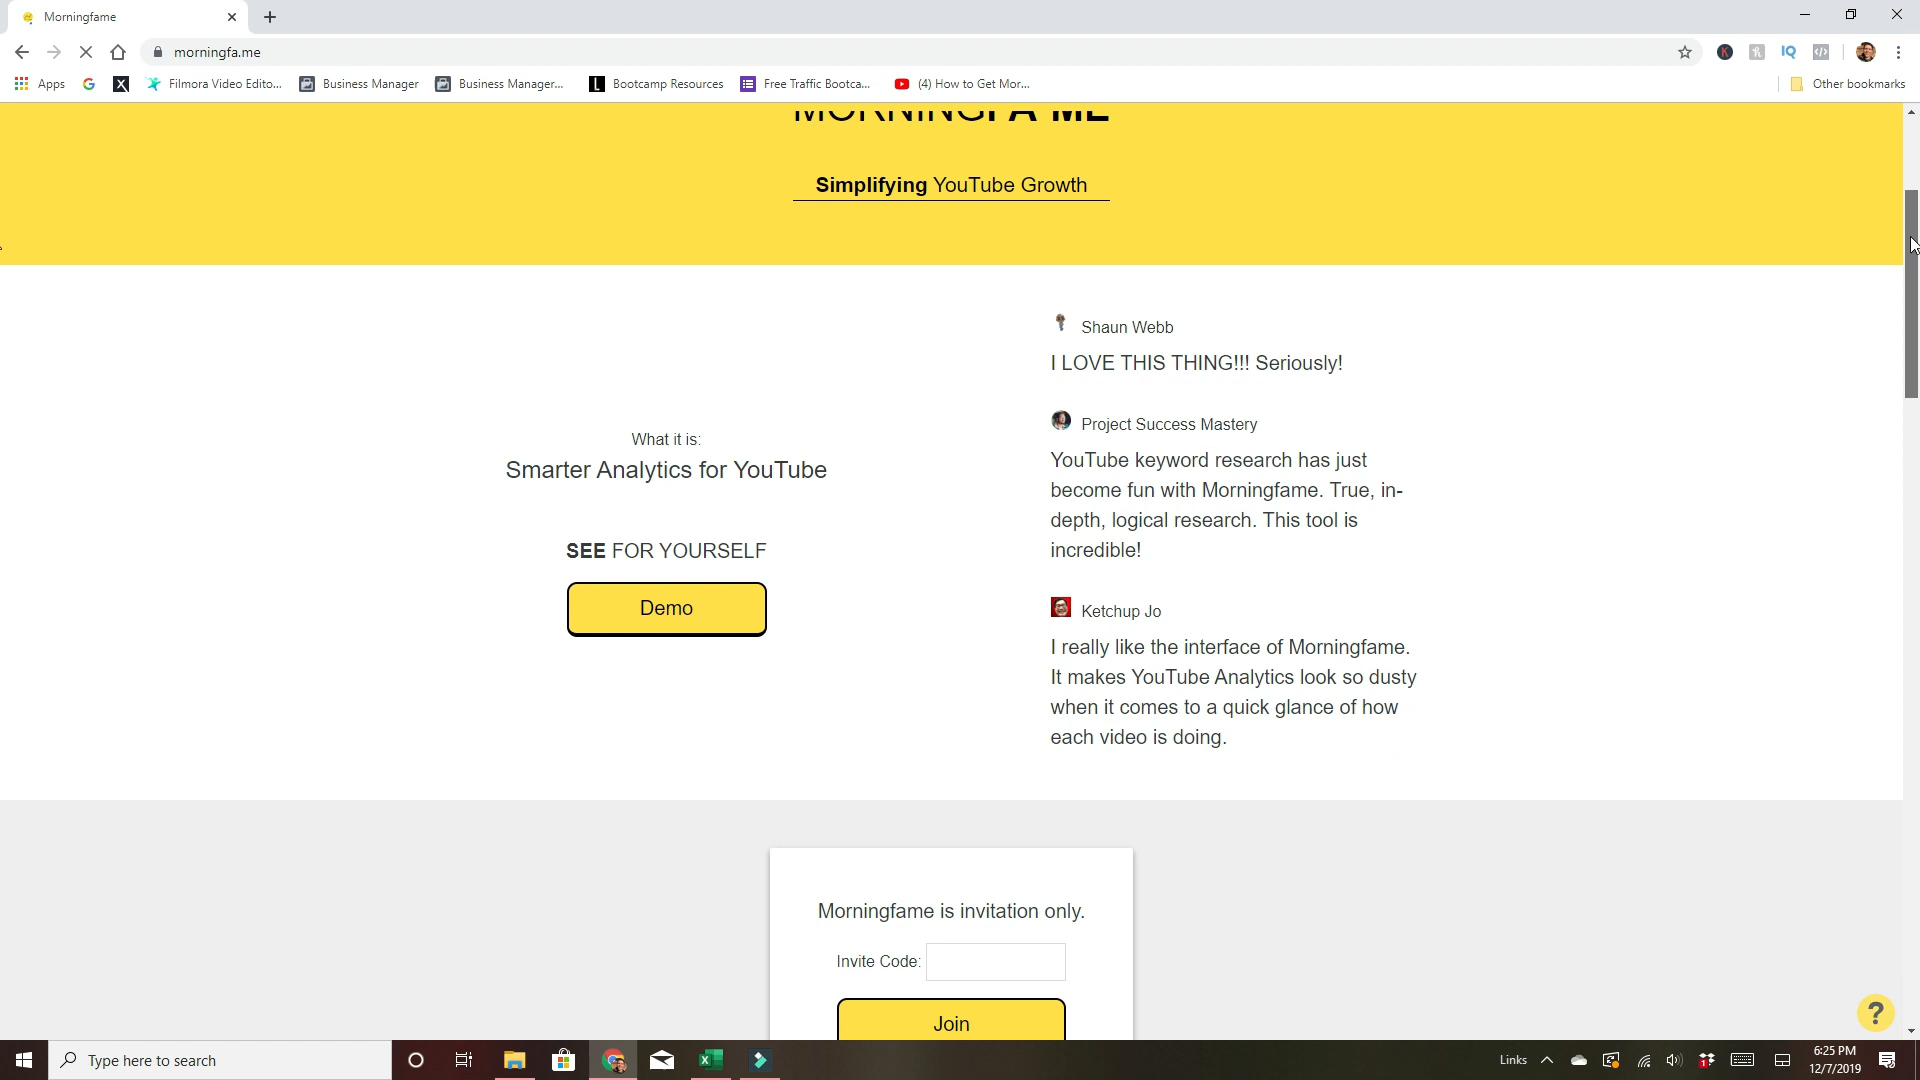 Morningfame
morningfa.me
Apps
Filmora Video Edito...
Business Manager
Business Manager...
Bootcamp Resources
Free Traffic Bootca...
(4) How to Get Mor...
Other bookmarks
MORNINGFA ME
Simplifying YouTube Growth
What it is:
Smarter Analytics for YouTube
SEE FOR YOURSELF
Demo
Shaun Webb
I LOVE THIS THING!!! Seriously!
Project Success Mastery
YouTube keyword research has just
become fun with Morningfame. True, in-
depth, logical research. This tool is
incredible!
Ketchup Jo
I really like the interface of Morningfame.
It makes YouTube Analytics look so dusty
when it comes to a quick glance of how
each video is doing.
Morningfame is invitation only.
Invite Code:
Join
?
Type here to search
Links
6:25 PM
12/7/2019